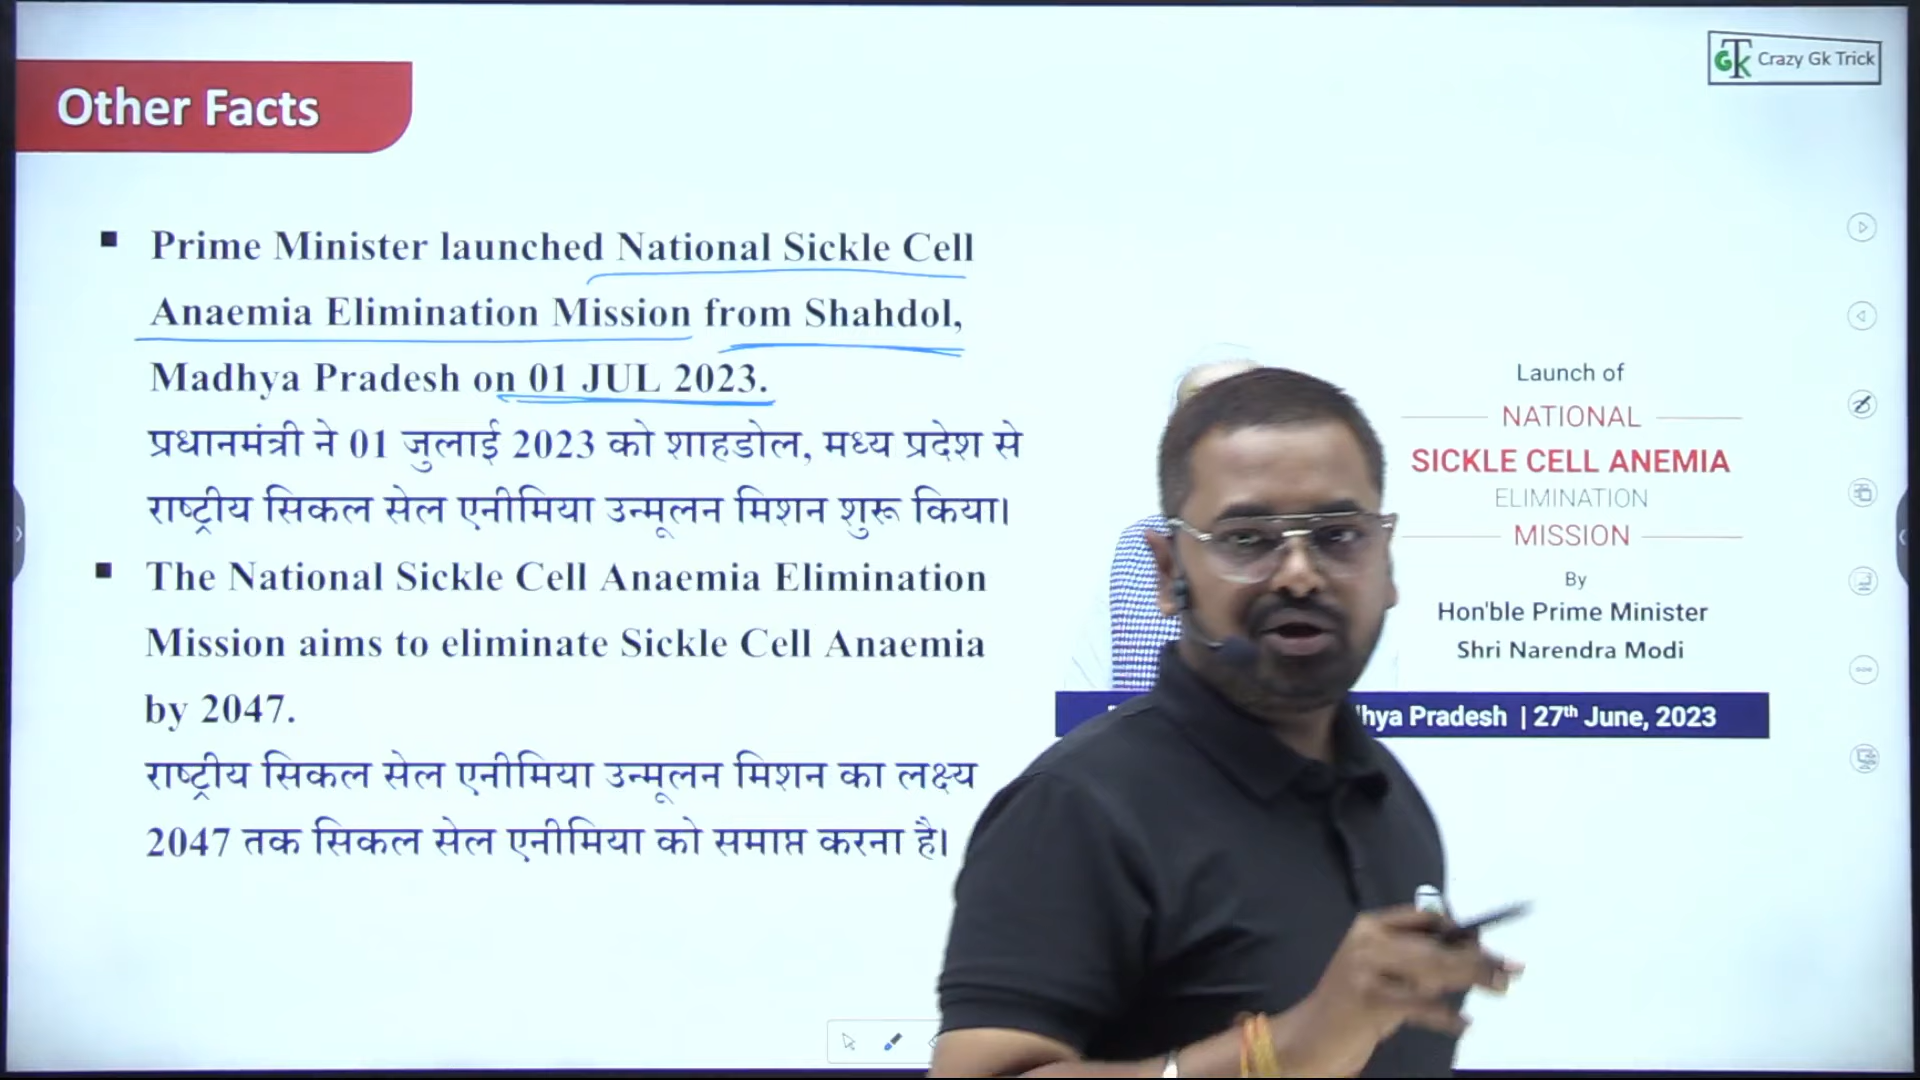 GTK Crazy Gk Trick
Other Facts
▪ Prime Minister launched National Sickle Cell
Anaemia Elimination Mission from Shahdol,
Madhya Pradesh on 01 JUL 2023.
प्रधानमंत्री ने 01 जुलाई 2023 को शाहडोल, मध्य प्रदेश से
राष्ट्रीय सिकल सेल एनीमिया उन्मूलन मिशन शुरू किया।
▪ The National Sickle Cell Anaemia Elimination
Mission aims to eliminate Sickle Cell Anaemia
by 2047.
राष्ट्रीय सिकल सेल एनीमिया उन्मूलन मिशन का लक्ष्य
2047 तक सिकल सेल एनीमिया को समाप्त करना है।
Launch of
NATIONAL
SICKLE CELL ANEMIA
ELIMINATION
MISSION
By
Hon'ble Prime Minister
Shri Narendra Modi
Pradesh | 27th June, 2023